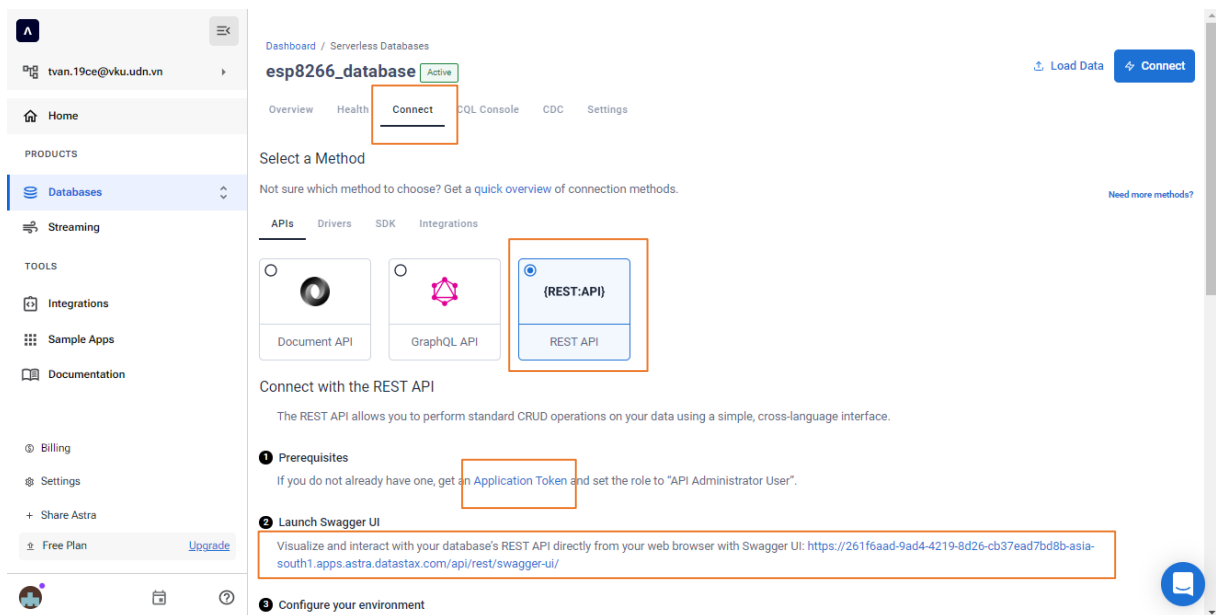 tvan.19ce@vku.udn.vn
Home
PRODUCTS
Databases
Streaming
TOOLS
Integrations
Sample Apps
Documentation
Billing
Settings
Share Astra
Free Plan Upgrade
Dashboard / Serverless Databases
esp8266_database Active
Load Data Connect
Overview Health Connect CQL Console CDC Settings
Select a Method
Not sure which method to choose? Get a quick overview of connection methods.
Need more methods?
APIs Drivers SDK Integrations
{REST:API}
Document API GraphQL API REST API
Connect with the REST API
The REST API allows you to perform standard CRUD operations on your data using a simple, cross-language interface.
1 Prerequisites
If you do not already have one, get an Application Token and set the role to "API Administrator User".
2 Launch Swagger UI
Visualize and interact with your database's REST API directly from your web browser with Swagger UI: https://261f6aad-9ad4-4219-8d26-cb37ead7bd8b-asia-
south1.apps.astra.datastax.com/api/rest/swagger-ui/
3 Configure your environment